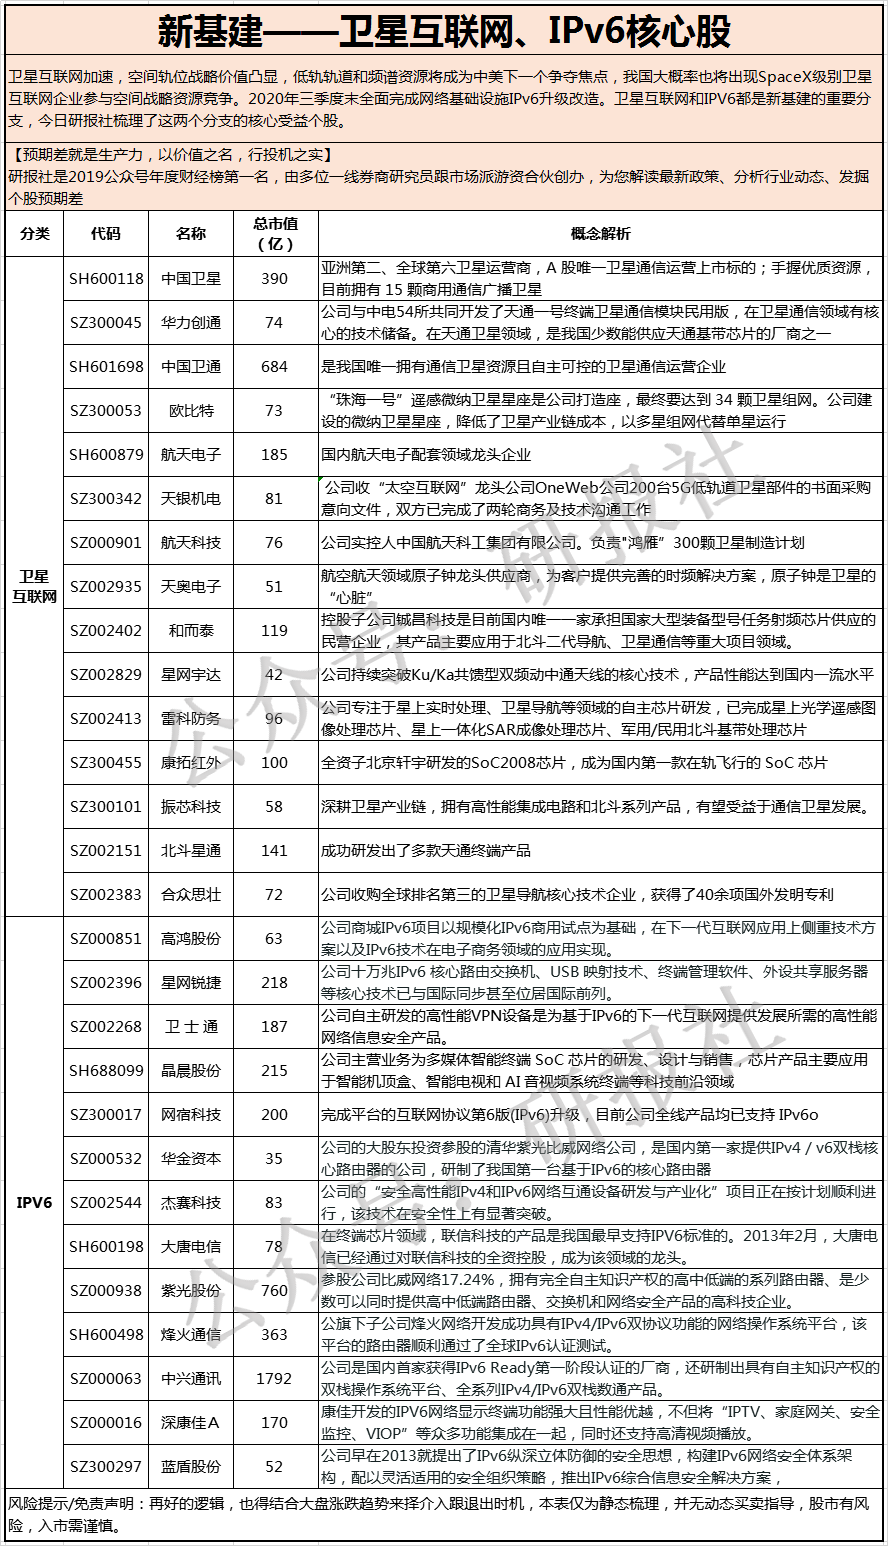 新基建——卫星互联网、IPv6核心股
卫星互联网加速，空间轨位战略价值凸显，低轨轨道和频谱资源将成为中美下一个争夺焦点，我国大概率也将出现SpaceX级别卫星
互联网企业参与空间战略资源竞争。2020年三季度末全面完成网络基础设施IPv6升级改造。卫星互联网和IPV6都是新基建的重要分
支，今日研报社梳理了这两个分支的核心受益个股。
【预期差就是生产力，以价值之名，行投机之实】
研报社是2019公众号年度财经榜第一名，由多位一线券商研究员跟市场派游资合伙创办，为您解读最新政策、分析行业动态、发掘
个股预期差
分类 代码 名称 总市值（亿） 概念解析
卫星
互联网
SH600118 中国卫星 390 亚洲第二、全球第六卫星运营商，A 股唯一卫星通信运营上市标的；手握优质资源，
目前拥有 15 颗商用通信广播卫星
SZ300045 华力创通 74 公司与中电54所共同开发了天通一号终端卫星通信模块民用版，在卫星通信领域有核
心的技术储备。在天通卫星领域，是我国少数能供应天通基带芯片的厂商之一
SH601698 中国卫通 684 是我国唯一拥有通信卫星资源且自主可控的卫星通信运营企业
SZ300053 欧比特 73 “珠海一号”遥感微纳卫星星座是公司打造座，最终要达到 34 颗卫星组网。公司建
设的微纳卫星星座，降低了卫星产业链成本，以多星组网代替单星运行
SH600879 航天电子 185 国内航天电子配套领域龙头企业
SZ300342 天银机电 81 公司收“太空互联网”龙头公司OneWeb公司200台5G低轨道卫星部件的书面采购
意向文件，双方已完成了两轮商务及技术沟通工作
SZ000901 航天科技 76 公司实控人中国航天科工集团有限公司。负责"鸿雁”300颗卫星制造计划
SZ002935 天奥电子 51 航空航天领域原子钟龙头供应商，为客户提供完善的时频解决方案，原子钟是卫星的
“心脏”
SZ002402 和而泰 119 控股子公司铖昌科技是目前国内唯一一家承担国家大型装备型号任务射频芯片供应的
民营企业，其产品主要应用于北斗二代导航、卫星通信等重大项目领域。
SZ002829 星网宇达 42 公司持续突破Ku/Ka共馈型双频动中通天线的核心技术，产品性能达到国内一流水平
SZ002413 雷科防务 96 公司专注于星上实时处理、卫星导航等领域的自主芯片研发，已完成星上光学遥感图
像处理芯片、星上一体化SAR成像处理芯片、军用/民用北斗基带处理芯片
SZ300455 康拓红外 100 全资子北京轩宇研发的SoC2008芯片，成为国内第一款在轨飞行的 SoC 芯片
SZ300101 振芯科技 58 深耕卫星产业链，拥有高性能集成电路和北斗系列产品，有望受益于通信卫星发展。
SZ002151 北斗星通 141 成功研发出了多款天通终端产品
SZ002383 合众思壮 72 公司收购全球排名第三的卫星导航核心技术企业，获得了40余项国外发明专利
IPV6
SZ000851 高鸿股份 63 公司商城IPv6项目以规模化IPv6商用试点为基础，在下一代互联网应用上侧重技术方
案以及IPv6技术在电子商务领域的应用实现。
SZ002396 星网锐捷 218 公司十万兆IPv6 核心路由交换机、USB 映射技术、终端管理软件、外设共享服务器
等核心技术已与国际同步甚至位居国际前列。
SZ002268 卫 士 通 187 公司自主研发的高性能VPN设备是为基于IPv6的下一代互联网提供发展所需的高性能
网络信息安全产品。
SH688099 晶晨股份 215 公司主营业务为多媒体智能终端 SoC 芯片的研发、设计与销售，芯片产品主要应用
于智能机顶盒、智能电视和 AI 音视频系统终端等科技前沿领域
SZ300017 网宿科技 200 完成平台的互联网协议第6版(IPv6)升级，目前公司全线产品均已支持 IPv6o
SZ000532 华金资本 35 公司的大股东投资参股的清华紫光比威网络公司，是国内第一家提供IPv4 / v6双栈核
心路由器的公司，研制了我国第一台基于IPv6的核心路由器
SZ002544 杰赛科技 83 公司的“安全高性能IPv4和IPv6网络互通设备研发与产业化”项目正在按计划顺利进
行，该技术在安全性上有显著突破。
SH600198 大唐电信 78 在终端芯片领域，联信科技的产品是我国最早支持IPV6标准的。2013年2月，大唐电
信已经通过对联信科技的全资控股，成为该领域的龙头。
SZ000938 紫光股份 760 参股公司比威网络17.24%，拥有完全自主知识产权的高中低端的系列路由器、是少
数可以同时提供高中低端路由器、交换机和网络安全产品的高科技企业。
SH600498 烽火通信 363 公旗下子公司烽火网络开发成功具有IPv4/IPv6双协议功能的网络操作系统平台，该
平台的路由器顺利通过了全球IPv6认证测试。
SZ000063 中兴通讯 1792 公司是国内首家获得IPv6 Ready第一阶段认证的厂商，还研制出具有自主知识产权的
双栈操作系统平台、全系列IPv4/IPv6双栈数通产品。
SZ000016 深康佳A 170 康佳开发的IPV6网络显示终端功能强大且性能优越，不但将“IPTV、家庭网关、安全
监控、VIOP”等众多功能集成在一起，同时还支持高清视频播放。
SZ300297 蓝盾股份 52 公司早在2013就提出了IPv6纵深立体防御的安全思想，构建IPv6网络安全体系架
构，配以灵活适用的安全组织策略，推出IPv6综合信息安全解决方案，
风险提示/免责声明：再好的逻辑，也得结合大盘涨跌趋势来择介入跟退出时机，本表仅为静态梳理，并无动态买卖指导，股市有风
险，入市需谨慎。
公众号：研报社
公众号：研报社